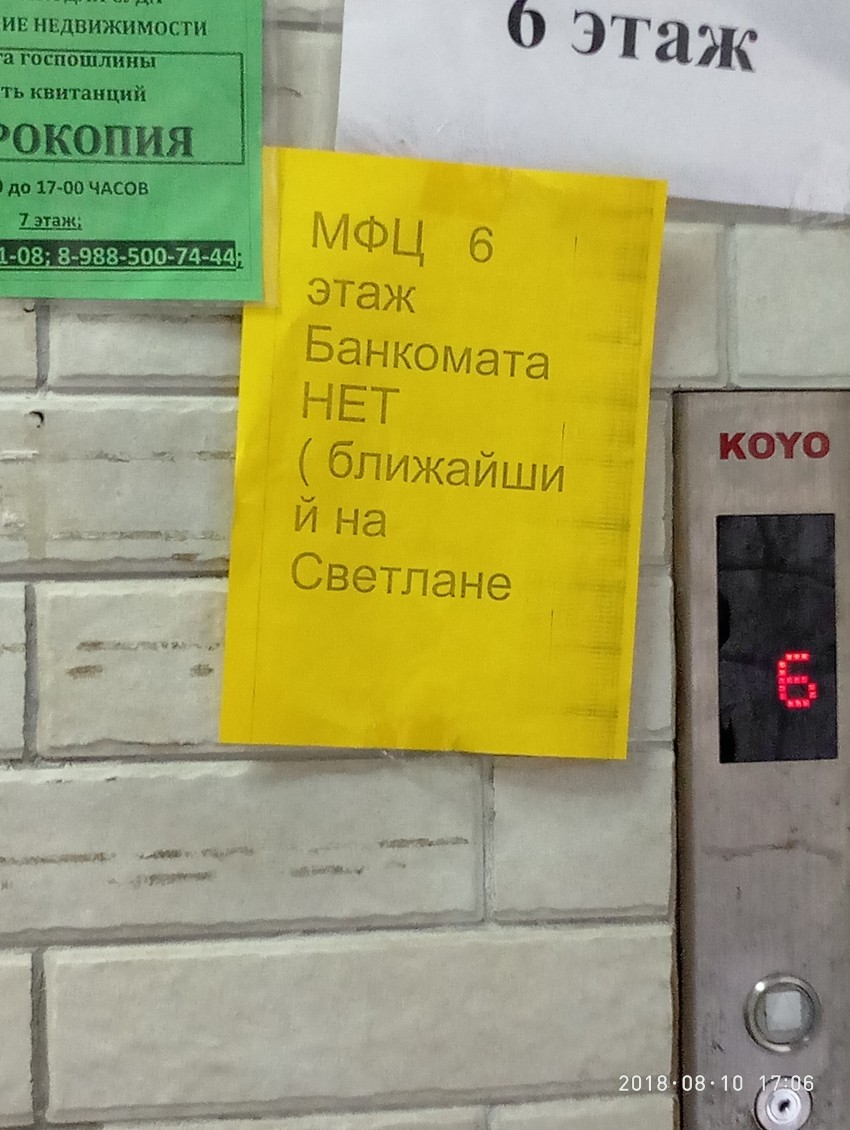 ИЕ НЕДВИЖИМОСТИ
та госпошлины
ть квитанций
РОКОПИЯ
до 17-00 ЧАСОВ
7 этаж;
1-08; 8-988-500-74-44;
6 этаж
МФЦ 6
этаж
Банкомата
НЕТ
( ближайши
й на
Светлане
KOYO
6
2018·08·10 17:06